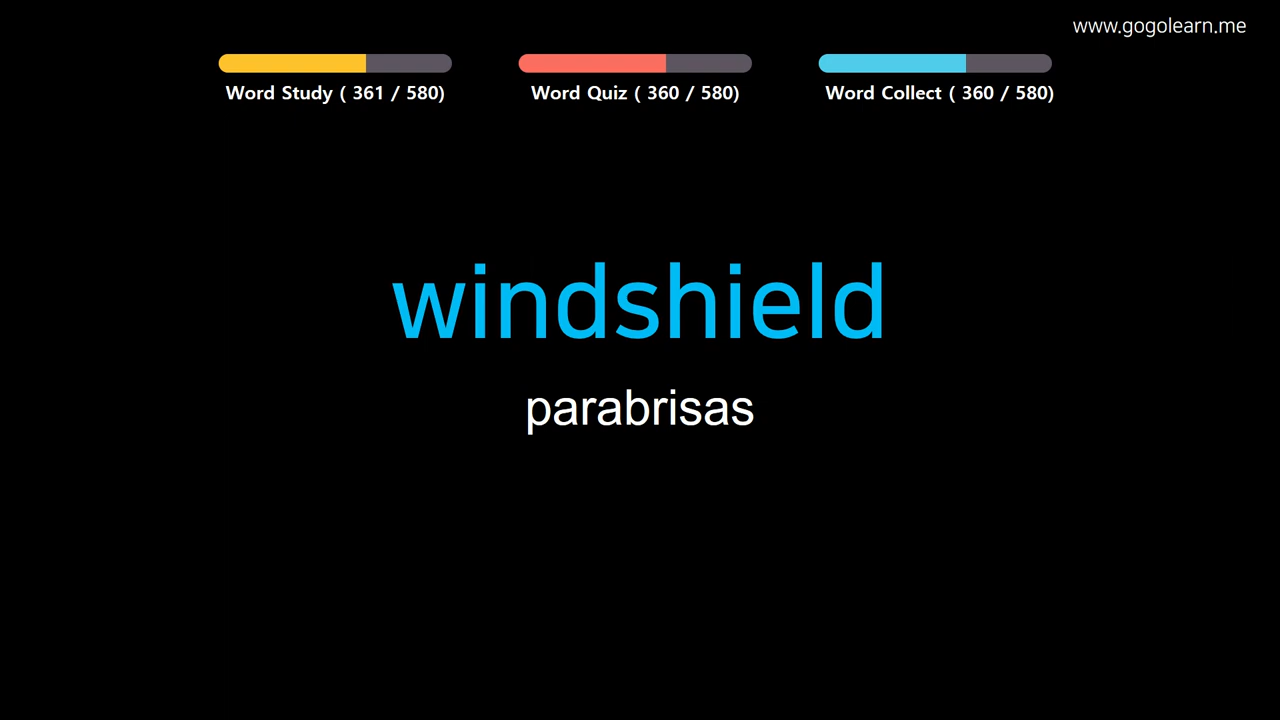 www.gogolearn.me
Word Study ( 361 / 580)
Word Quiz ( 360 / 580)
Word Collect ( 360 / 580)
windshield
parabrisas